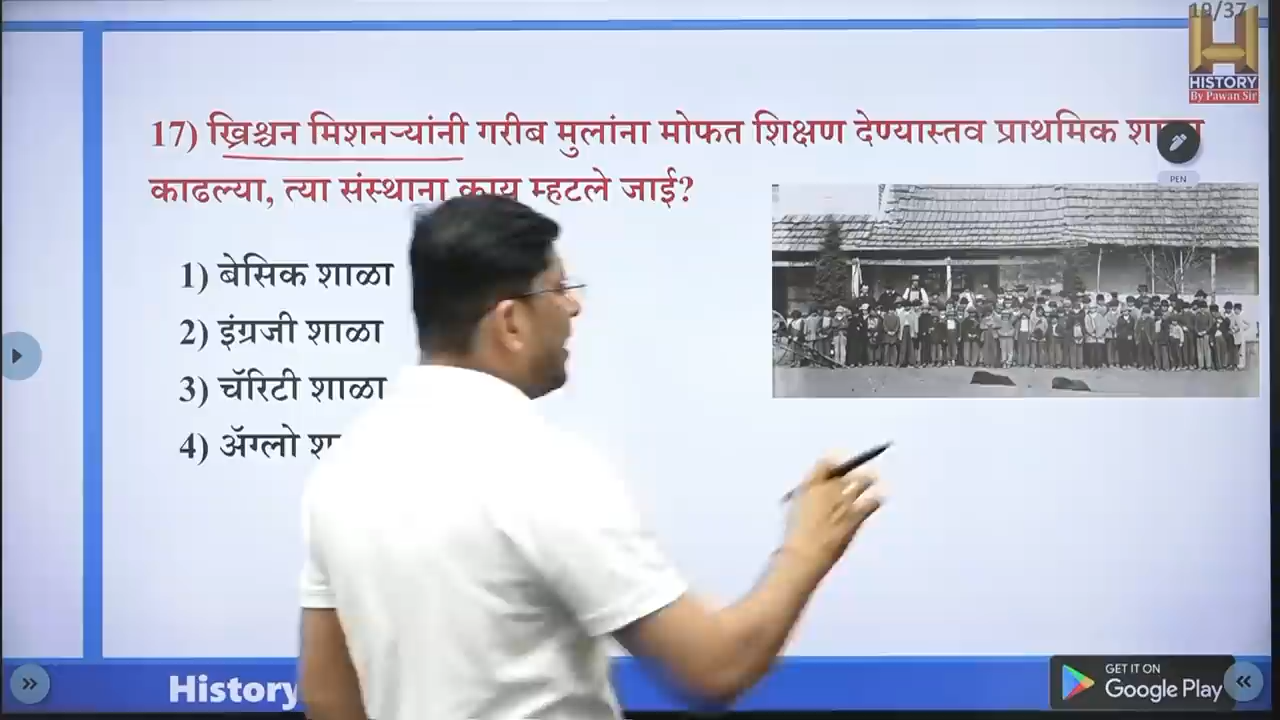 19/37
HISTORY
By Pawan Sir
17) ख्रिश्चन मिशनऱ्यांनी गरीब मुलांना मोफत शिक्षण देण्यास्तव प्राथमिक
PEN
काढल्या, त्या संस्थाना काय म्हटले जाई?
1) बेसिक शाळा
2) इंग्रजी शाळा
3) चॅरिटी शाळा
4) ॲंग्लो
History
GET IT ON
Google Play